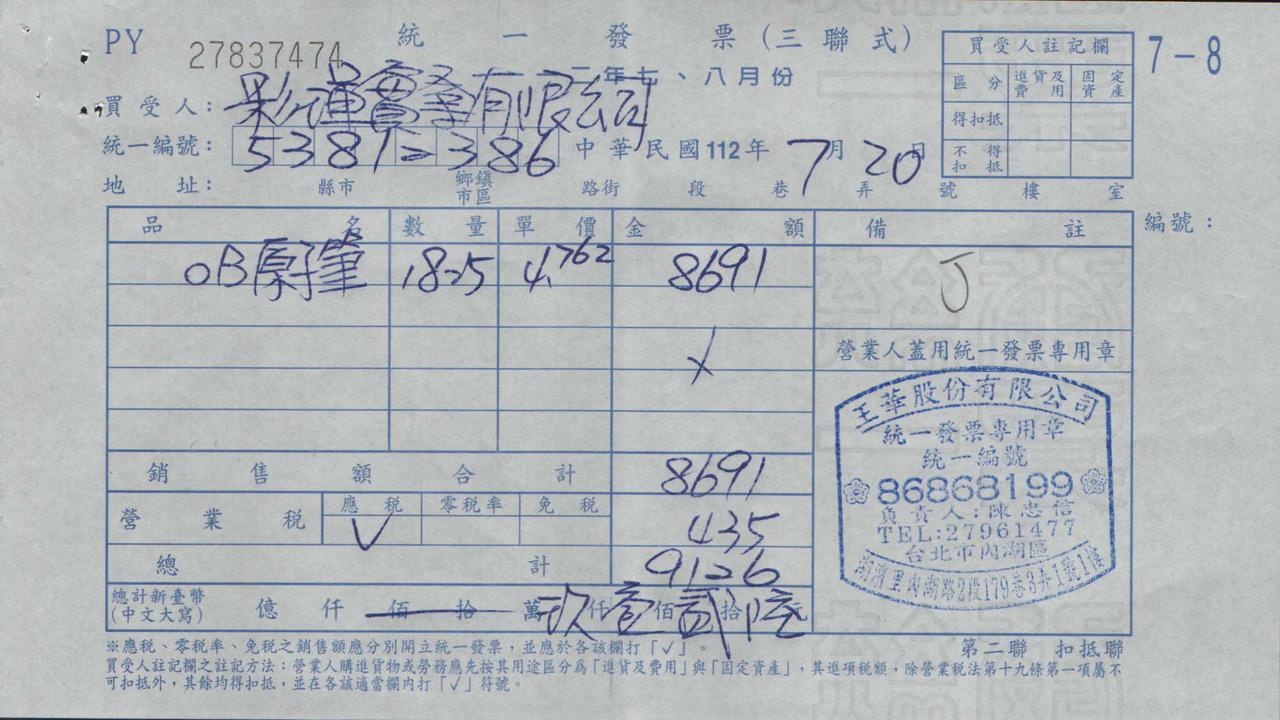 PY 27837474 統一發票(三聯式) 7-8
二年七、八月份
買受人註記欄
區分 進貨及費用 固定資產
得扣抵
不得扣抵
買受人: 有限公司
統一編號: 53812386 中華民國112年7月20日
地址: 縣市 鄉鎮市區 路街 段 巷 弄 號 樓 室
品名 數量 單價 金額 備註 編號:
OB原子筆 1825 4.762 8691 J
營業人蓋用統一發票專用章
王華股份有限公司
統一發票專用章
統一編號
86868199
負責人:陳忠信
TEL:27961477
台北市內湖區
里內湖路2段179巷3弄1號1樓
銷售額合計 8691
營業稅 應稅 V 零稅率 免稅 435
總計 9126
總計新臺幣(中文大寫) 億 仟 佰 拾 萬 玖仟壹佰貳拾陸
※應稅、零稅率、免稅之銷售額應分別開立統一發票,並應於各該欄打「✓」。 第二聯 扣抵聯
買受人註記欄之註記方法:營業人購進貨物或勞務應先按其用途區分為「進貨及費用」與「固定資產」,其進項稅額,除營業稅法第十九條第一項屬不
可扣抵外,其餘均得扣抵,並在各該適當欄內打「✓」符號。